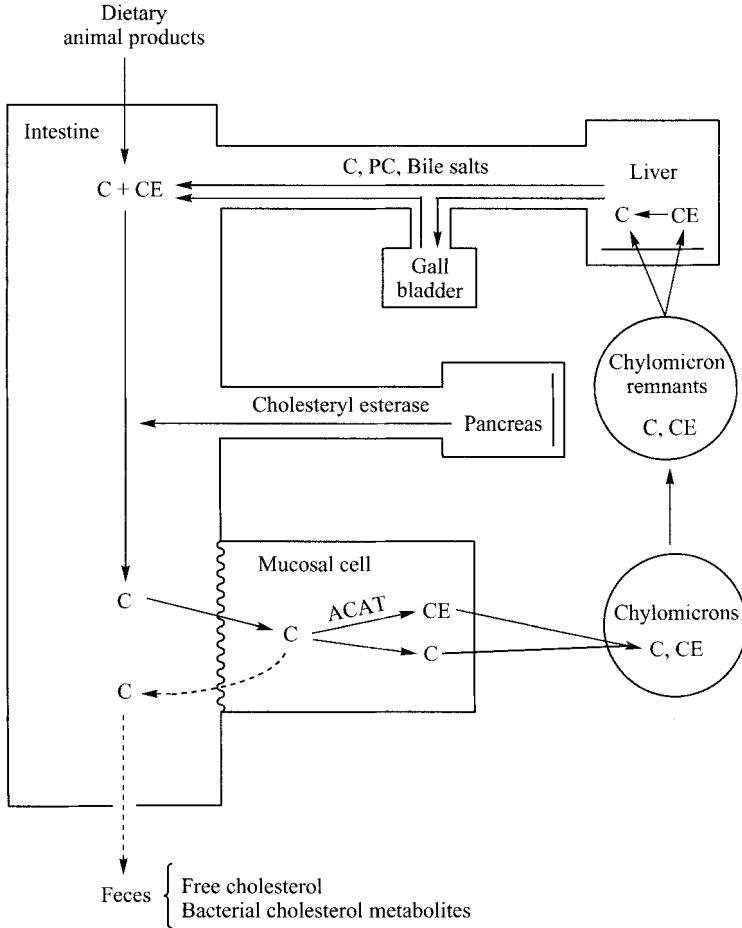 Dietary
animal products
Intestine
C + CE
C, PC, Bile salts
Liver
C
CE
Gall
bladder
Chylomicron
remnants
C, CE
Cholesteryl esterase
Pancreas
Mucosal cell
C
C
ACAT
CE
C
Chylomicrons
C, CE
C
Feces
Free cholesterol
Bacterial cholesterol metabolites